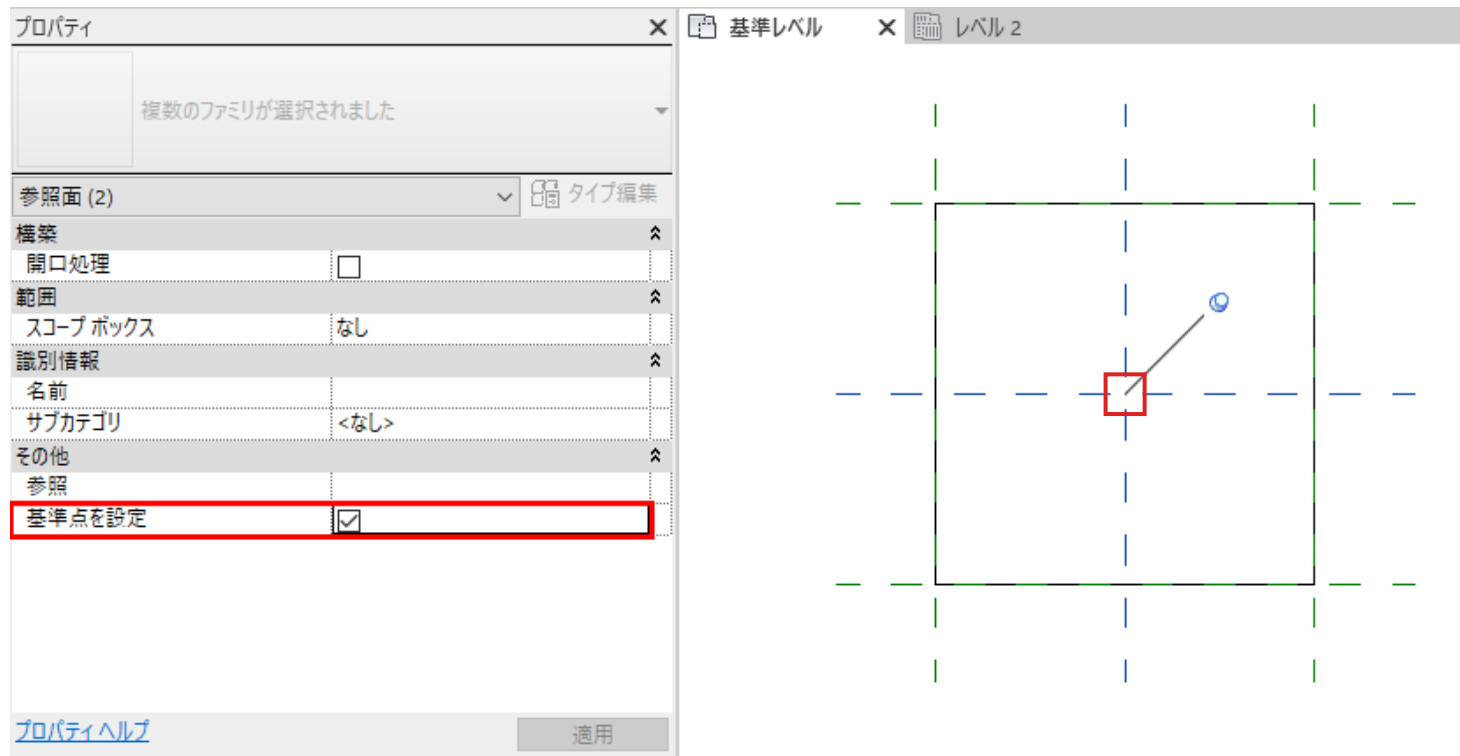 プロパティ
基準レベル
レベル 2
複数のファミリが選択されました
参照面 (2)
タイプ編集
構築
開口処理
範囲
スコープ ボックス
なし
識別情報
名前
サブカテゴリ
<なし>
その他
参照
基準点を設定
プロパティ ヘルプ
適用